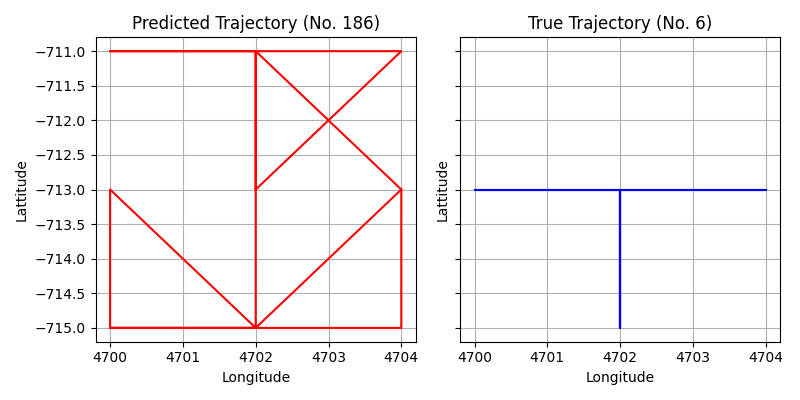 Predicted Trajectory (No. 186)
True Trajectory (No. 6)
Lattitude
−711.0
−711.5
−712.0
−712.5
−713.0
−713.5
−714.0
−714.5
−715.0
4700 4701 4702 4703 4704
Longitude
Lattitude
4700 4701 4702 4703 4704
Longitude